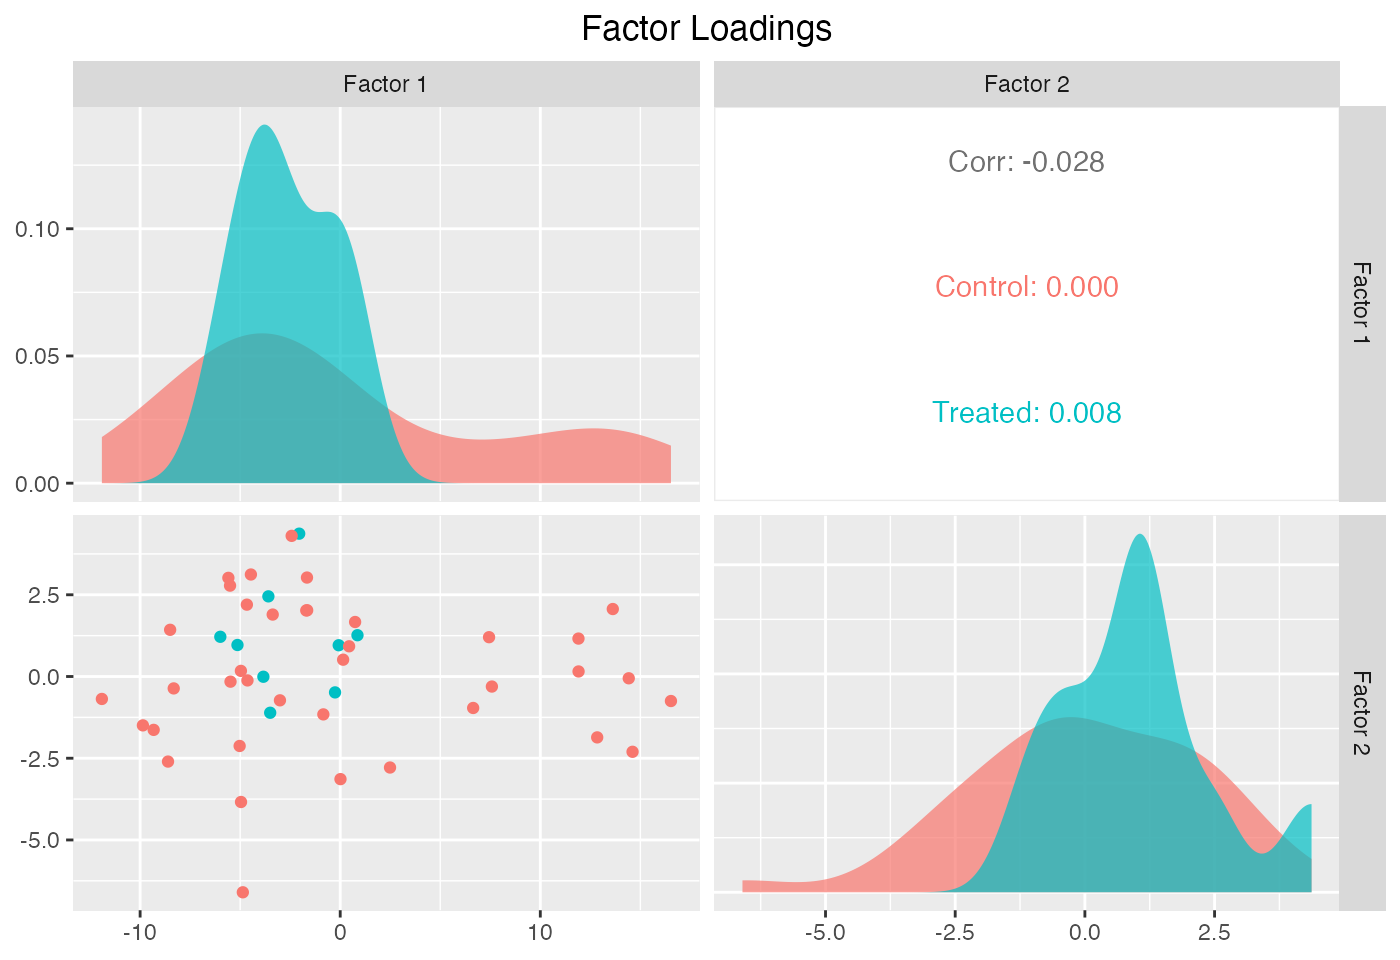 Factor Loadings
Factor 1
Factor 2
0.10
0.05
0.00
Corr: -0.028
Control: 0.000
Treated: 0.008
Factor 1
2.5
0.0
-2.5
-5.0
Factor 2
-10 0 10
-5.0 -2.5 0.0 2.5